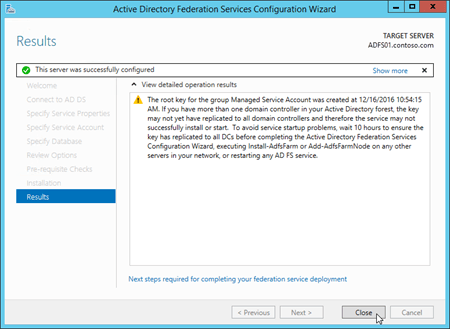 Active Directory Federation Services Configuration Wizard
Results
TARGET SERVER
ADFS01.contoso.com
This server was successfully configured
Show more
Welcome
Connect to AD DS
Specify Service Properties
Specify Service Account
Specify Database
Review Options
Pre-requisite Checks
Installation
Results
View detailed operation results
The root key for the group Managed Service Account was created at 12/16/2016 10:54:15
AM. If you have more than one domain controller in your Active Directory forest, the key
may not yet have replicated to all domain controllers and therefore the service may not
successfully install or start. To avoid service startup problems, wait 10 hours to ensure the
key has replicated to all DCs before completing the Active Directory Federation Services
Configuration Wizard, executing Install-AdfsFarm or Add-AdfsFarmNode on any other
servers in your network, or restarting any AD FS service.
Next steps required for completing your federation service deployment
< Previous
Next >
Close
Cancel